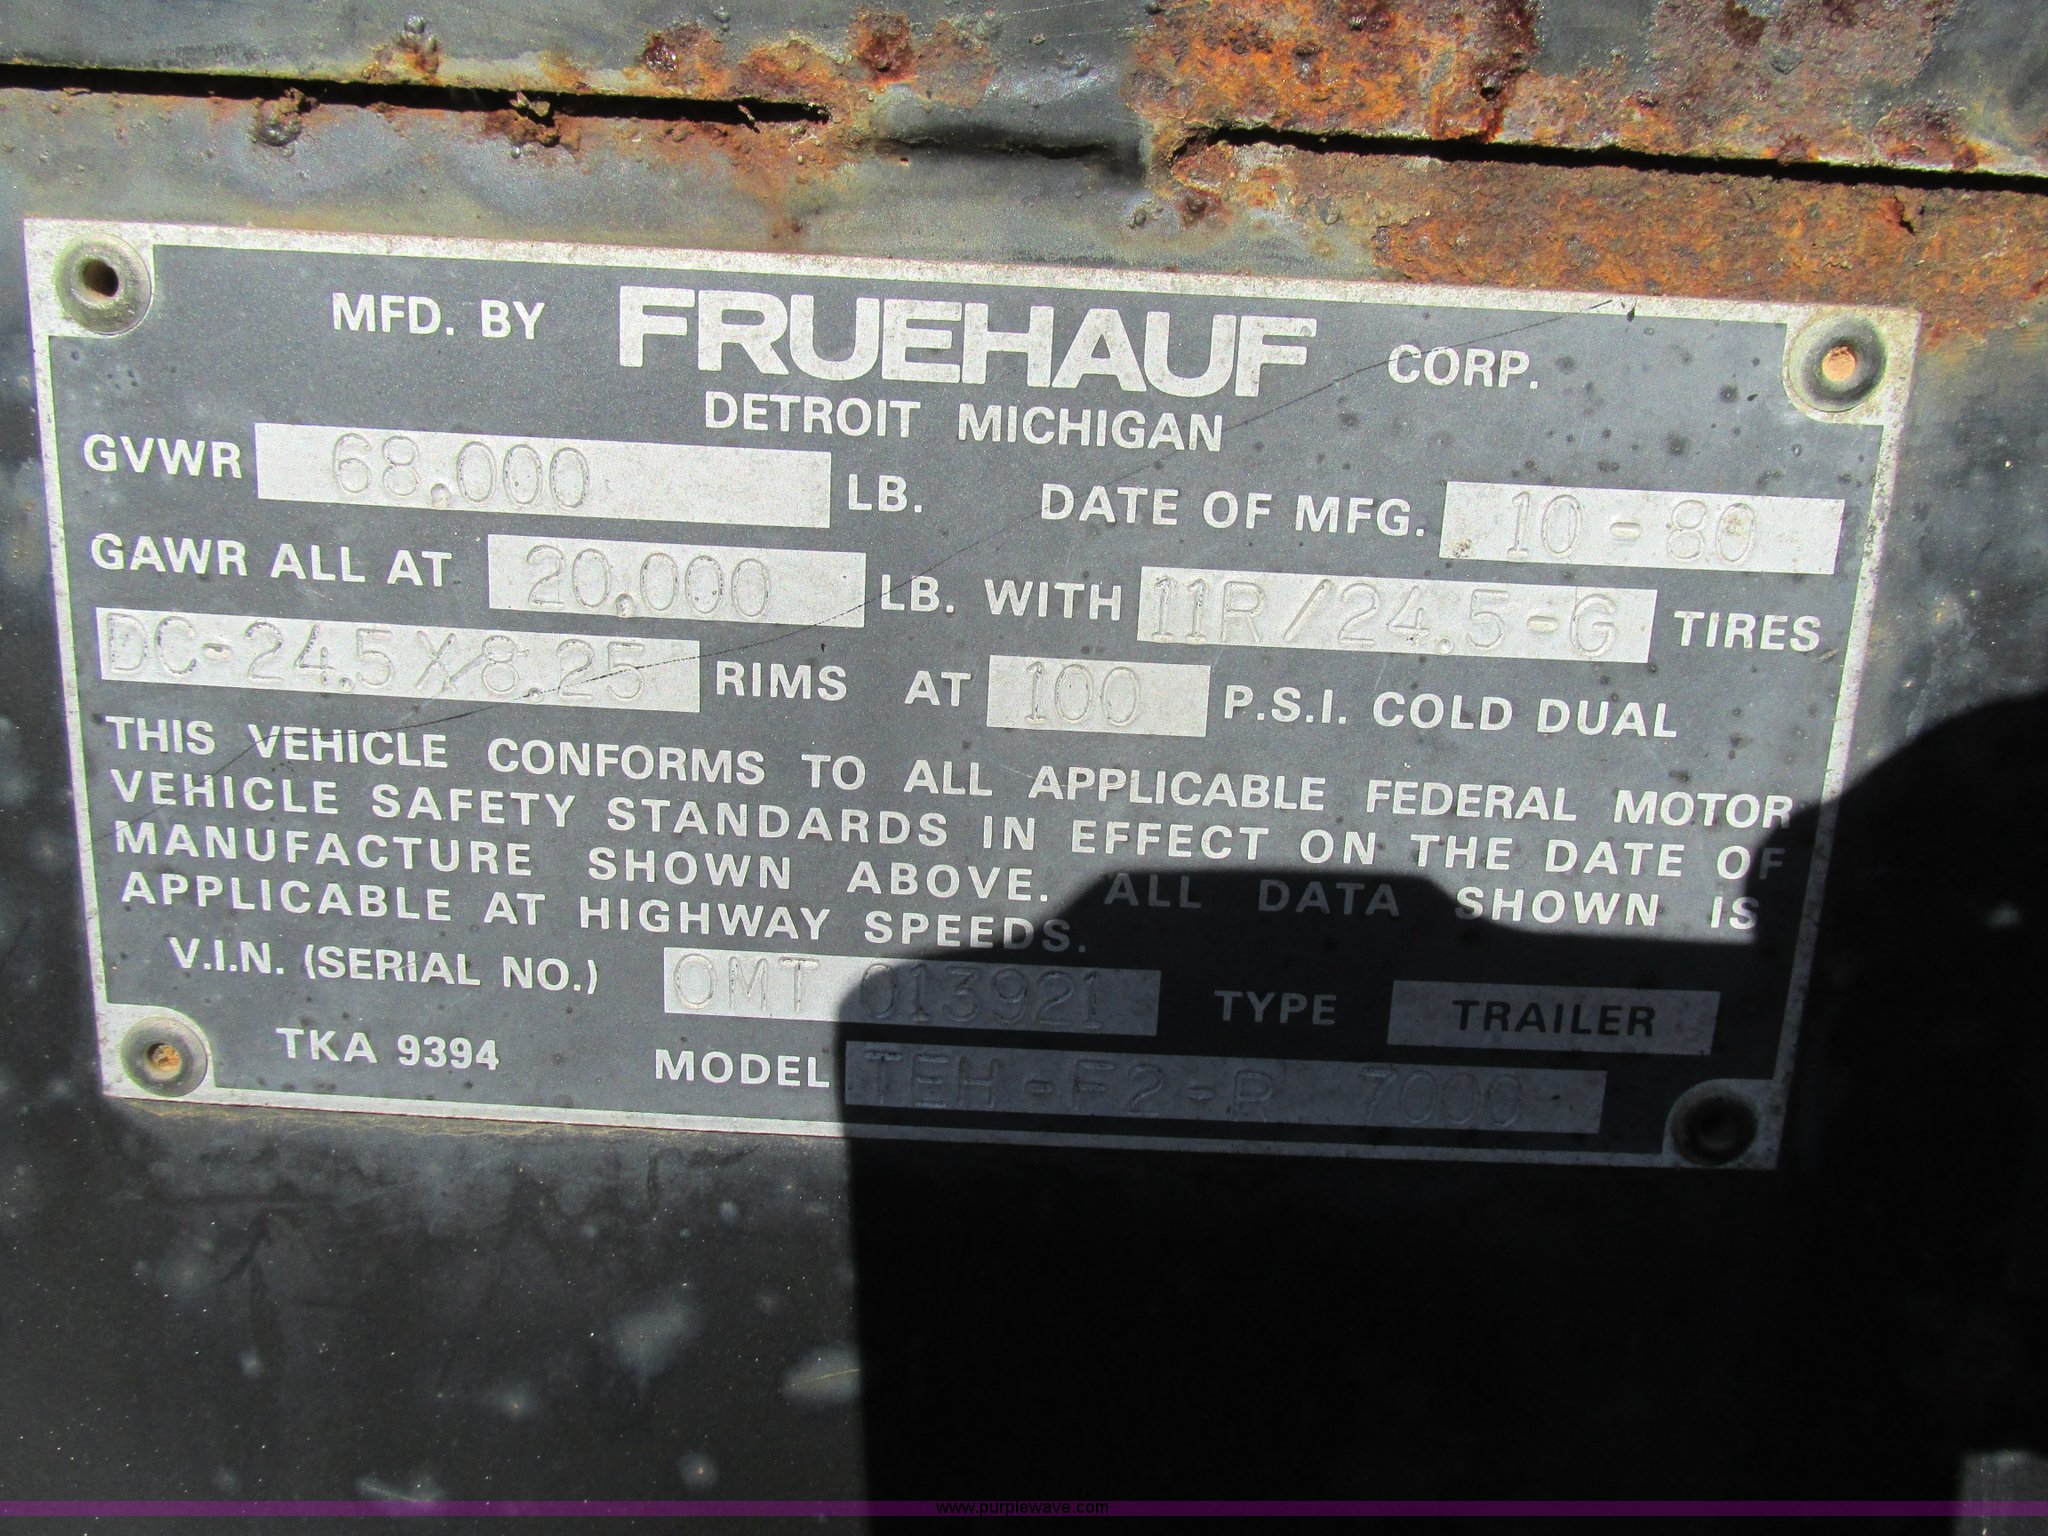 MFD. BY FRUEHAUF CORP.
DETROIT MICHIGAN
GVWR 68,000 LB. DATE OF MFG. 10-80
GAWR ALL AT 20,000 LB. WITH 11R/24.5-G TIRES
DC-24.5X8.25 RIMS AT 100 P.S.I. COLD DUAL
THIS VEHICLE CONFORMS TO ALL APPLICABLE FEDERAL MOTOR
VEHICLE SAFETY STANDARDS IN EFFECT ON THE DATE OF
MANUFACTURE SHOWN ABOVE. ALL DATA SHOWN IS
APPLICABLE AT HIGHWAY SPEEDS.
V.I.N. (SERIAL NO.) OMT 013921 TYPE TRAILER
TKA 9394 MODEL TEH-F2-R 7000
www.purplewave.com